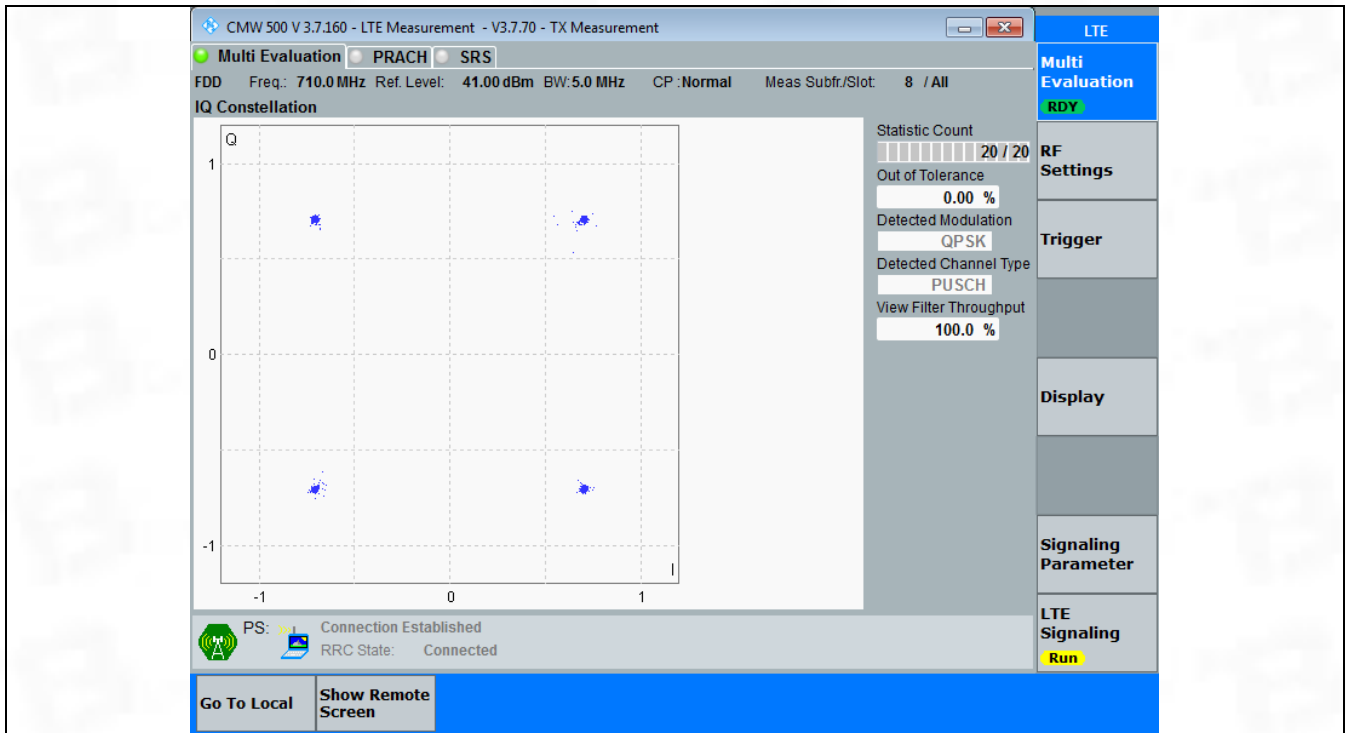 CMW 500 V 3.7.160 - LTE Measurement - V3.7.70 - TX Measurement
LTE
Multi Evaluation PRACH SRS
FDD Freq.: 710.0 MHz Ref. Level: 41.00 dBm BW: 5.0 MHz CP : Normal Meas Subfr./Slot: 8 / All
IQ Constellation
Q
1
0
-1
-1 0 1
I
Statistic Count
20 / 20
Out of Tolerance
0.00 %
Detected Modulation
QPSK
Detected Channel Type
PUSCH
View Filter Throughput
100.0 %
Multi
Evaluation
RDY
RF
Settings
Trigger
Display
Signaling
Parameter
LTE
Signaling
Run
PS: Connection Established
RRC State: Connected
Go To Local
Show Remote
Screen